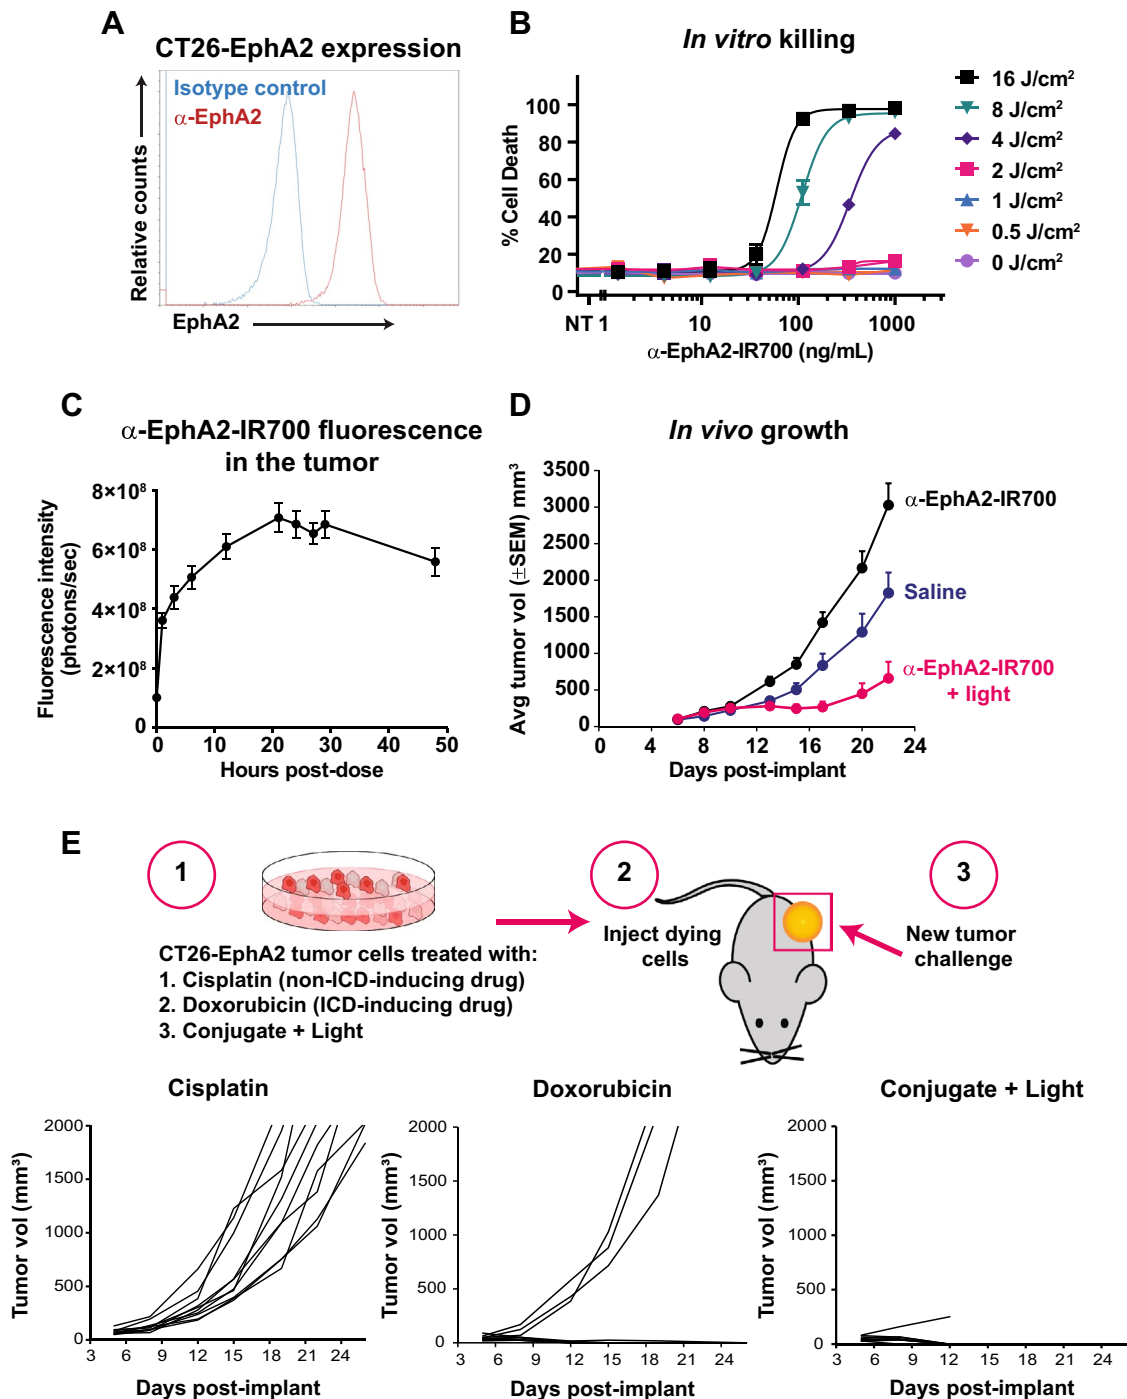 A
CT26-EphA2 expression
Isotype control
α-EphA2
Relative counts
EphA2
B
In vitro killing
% Cell Death
100
80
60
40
20
0
NT 1
10
100
1000
α-EphA2-IR700 (ng/mL)
16 J/cm²
8 J/cm²
4 J/cm²
2 J/cm²
1 J/cm²
0.5 J/cm²
0 J/cm²
C
α-EphA2-IR700 fluorescence
in the tumor
Fluorescence intensity
(photons/sec)
8×10⁸
6×10⁸
4×10⁸
2×10⁸
0
0 10 20 30 40 50
Hours post-dose
D
In vivo growth
Avg tumor vol (±SEM) mm³
3500
3000
2500
2000
1500
1000
500
0
0 4 8 12 16 20 24
Days post-implant
α-EphA2-IR700
Saline
α-EphA2-IR700
+ light
E
1
CT26-EphA2 tumor cells treated with:
1. Cisplatin (non-ICD-inducing drug)
2. Doxorubicin (ICD-inducing drug)
3. Conjugate + Light
2
Inject dying
cells
3
New tumor
challenge
Cisplatin
Tumor vol (mm³)
2000
1500
1000
500
0
3 6 9 12 15 18 21 24
Days post-implant
Doxorubicin
Tumor vol (mm³)
2000
1500
1000
500
0
3 6 9 12 15 18 21 24
Days post-implant
Conjugate + Light
Tumor vol (mm³)
2000
1500
1000
500
0
3 6 9 12 15 18 21 24
Days post-implant